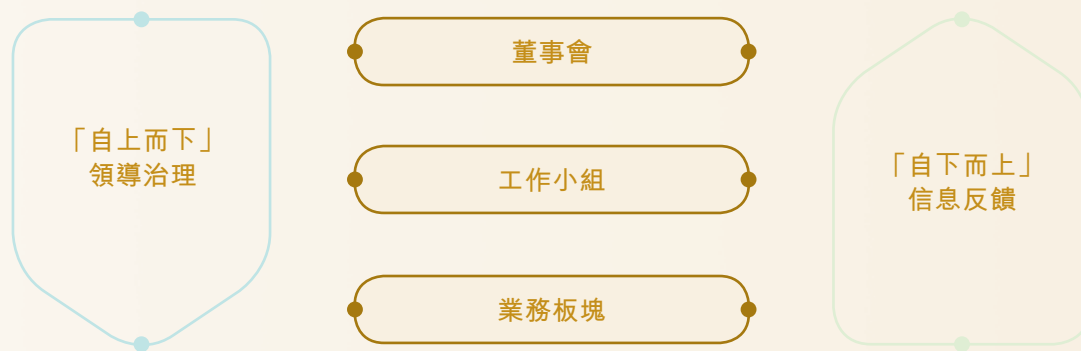 「自上而下」
領導治理
董事會
工作小組
業務板塊
「自下而上」
信息反饋